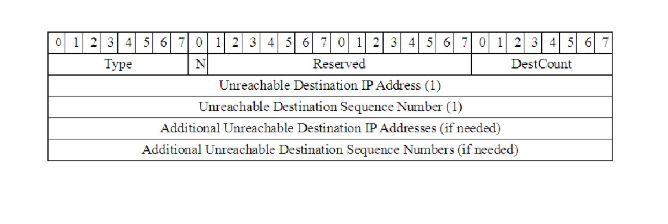 0 1 2 3 4 5 6 7 0 1 2 3 4 5 6 7 0 1 2 3 4 5 6 7 0 1 2 3 4 5 6 7
Type N Reserved DestCount
Unreachable Destination IP Address (1)
Unreachable Destination Sequence Number (1)
Additional Unreachable Destination IP Addresses (if needed)
Additional Unreachable Destination Sequence Numbers (if needed)